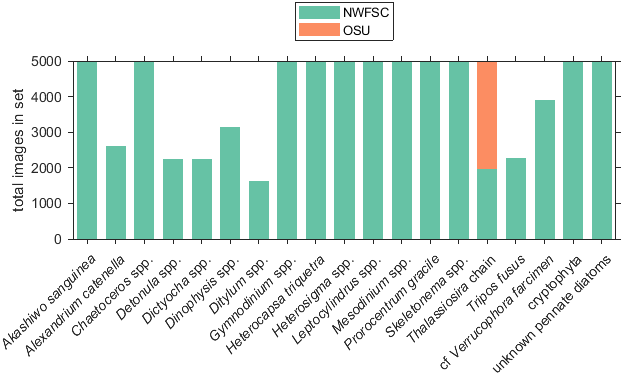 NWFSC
OSU
total images in set
5000
4000
3000
2000
1000
0
Akashiwo sanguinea
Alexandrium catenella
Chaetoceros spp.
Detonula spp.
Dictyocha spp.
Dinophysis spp.
Ditylum spp.
Gymnodinium spp.
Heterocapsa triquetra
Heterosigma spp.
Leptocylindrus spp.
Mesodinium spp.
Prorocentrum gracile
Skeletonema spp.
Thalassiosira chain
Tripos fusus
cf Verrucophora farcimen
cryptophyta
unknown pennate diatoms